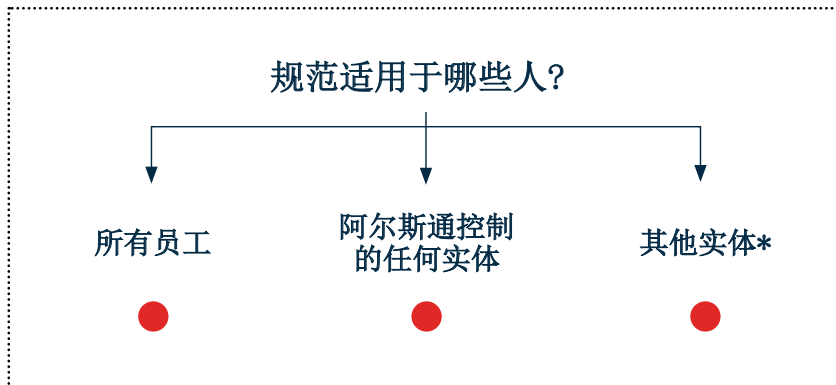 规范适用于哪些人?
所有员工
阿尔斯通控制
的任何实体
其他实体*